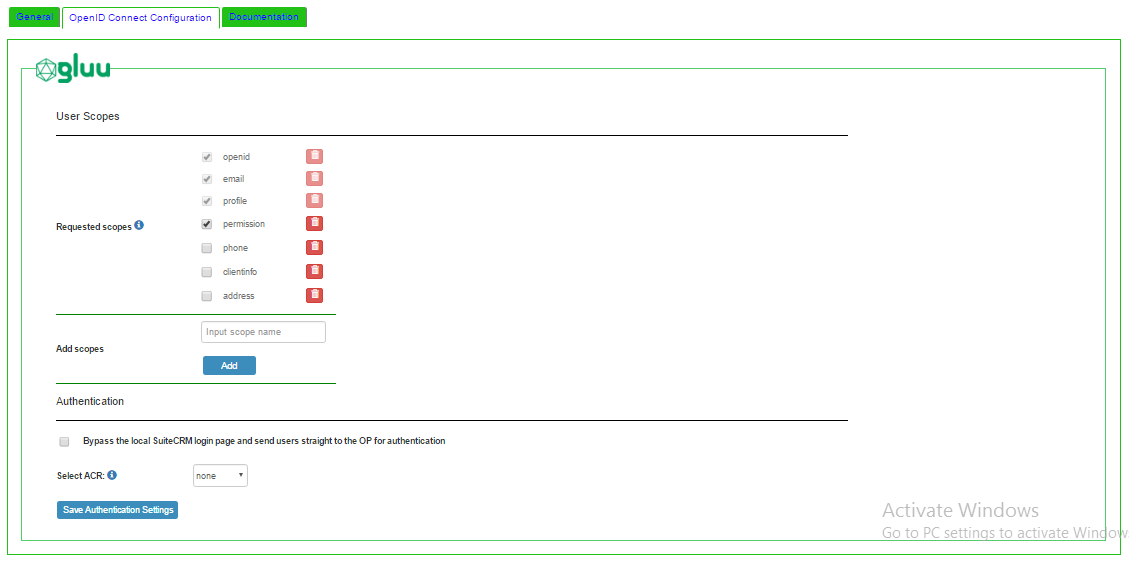 General OpenID Connect Configuration Documentation
gluu
User Scopes
Requested scopes
openid
email
profile
permission
phone
clientinfo
address
Add scopes
Input scope name
Add
Authentication
Bypass the local SuiteCRM login page and send users straight to the OP for authentication
Select ACR:
none
Save Authentication Settings
Activate Windows
Go to PC settings to activate Window